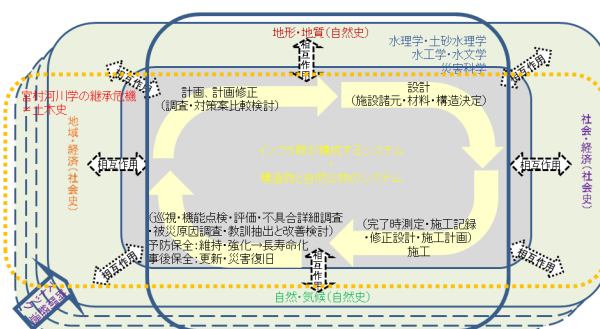 地形・地質(自然史)
水理学・土砂水理学
水工学・水文学
災害科学
相互作用
相互作用
相互作用
宮村河川学の継承危機
＝土木史
計画、計画修正
(調査・対策案比較検討)
設計
(施設諸元・材料・構造決定)
地域・経済(社会史)
社会・経済(社会史)
相互作用
相互作用
(巡視・機能点検・評価・不具合詳細調査
・被災原因調査・教訓抽出と改善検討)
予防保全：維持・強化→長寿命化
事後保全：更新・災害復旧
(完了時測定・施工記録
・修正設計・施工計画)
施工
相互作用
相互作用
相互作用
自然・気候(自然史)